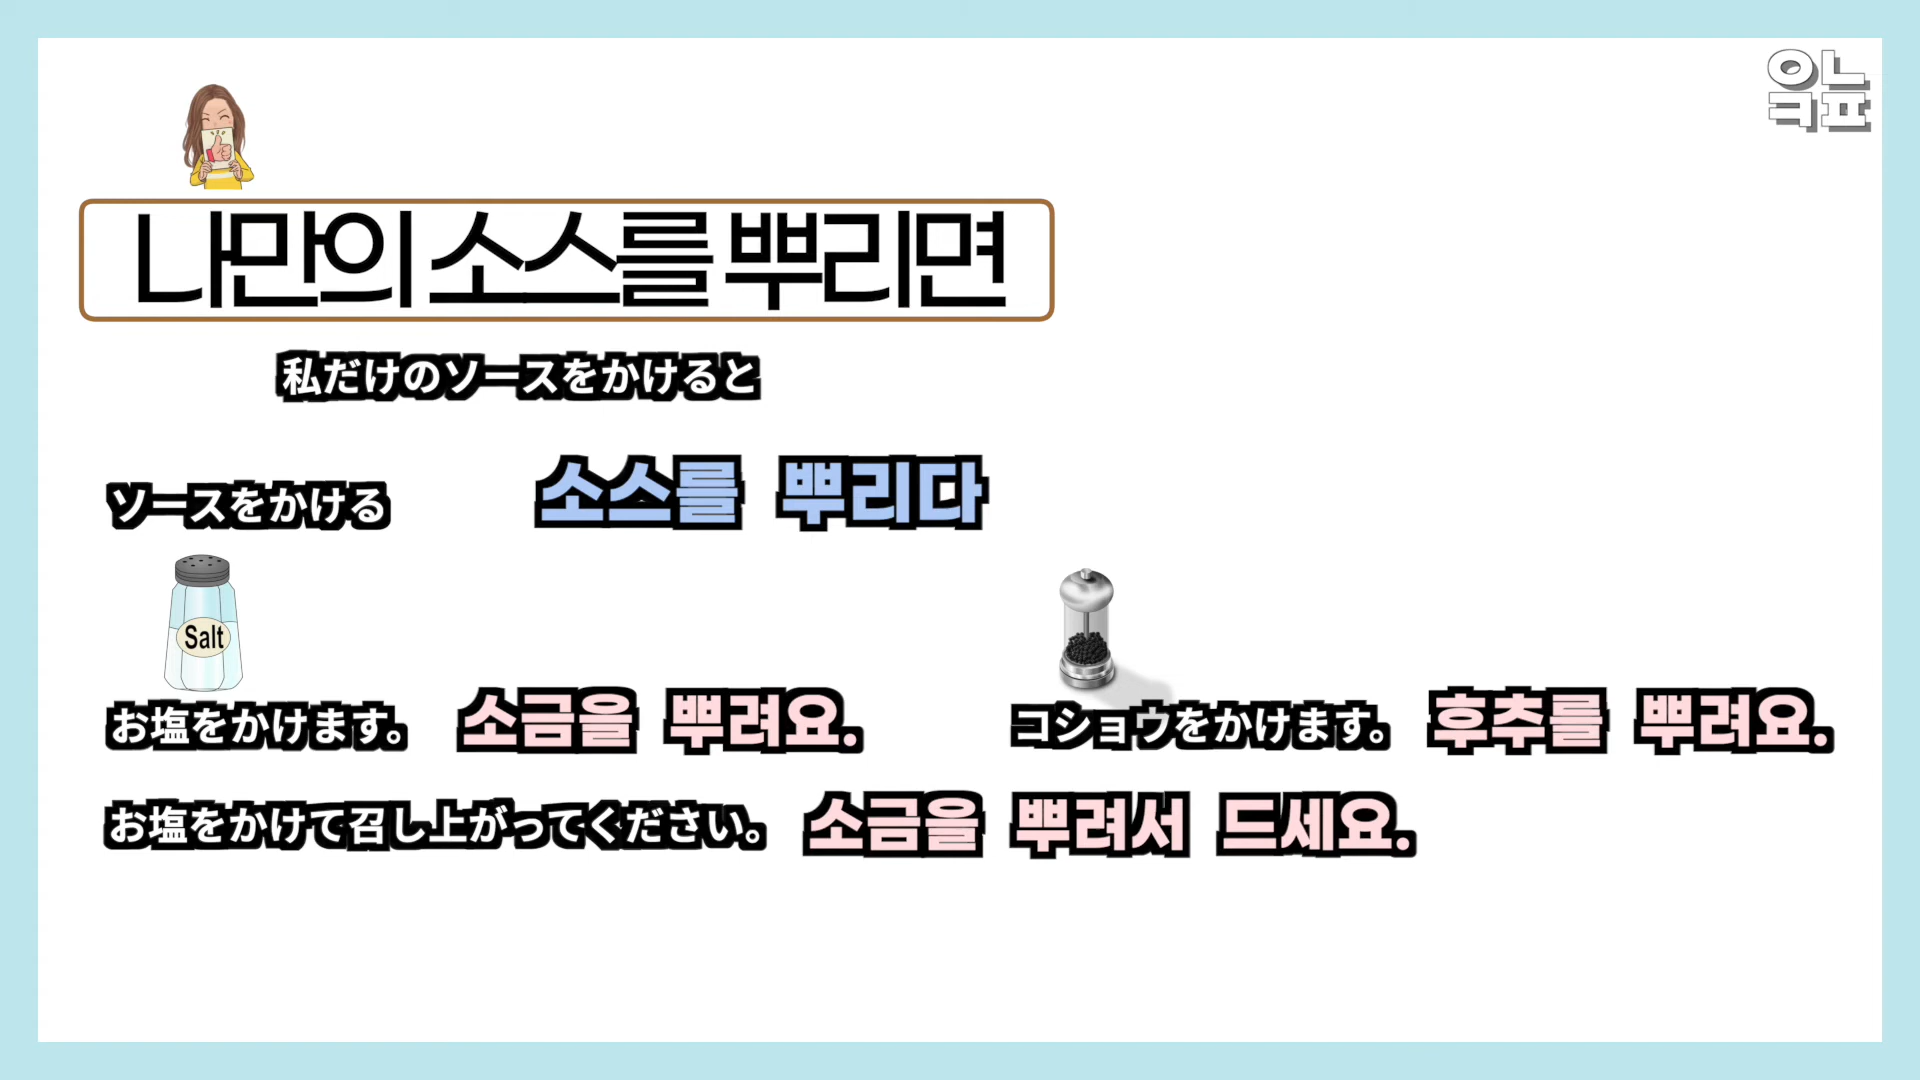 나만의 소스를 뿌리면
私だけのソースをかけると
ソースをかける 소스를 뿌리다
Salt
お塩をかけます。 소금을 뿌려요. コショウをかけます。 후추를 뿌려요.
お塩をかけて召し上がってください。 소금을 뿌려서 드세요.